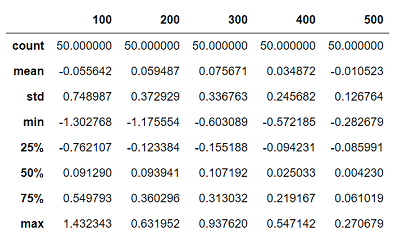 100 200 300 400 500
count 50.000000 50.000000 50.000000 50.000000 50.000000
mean -0.055642 0.059487 0.075671 0.034872 -0.010523
std 0.748987 0.372929 0.336763 0.245682 0.126764
min -1.302768 -1.175554 -0.603089 -0.572185 -0.282679
25% -0.762107 -0.123384 -0.155188 -0.094231 -0.085991
50% 0.091290 0.093941 0.107192 0.025033 0.004230
75% 0.549793 0.360296 0.313032 0.219167 0.061019
max 1.432343 0.631952 0.937620 0.547142 0.270679